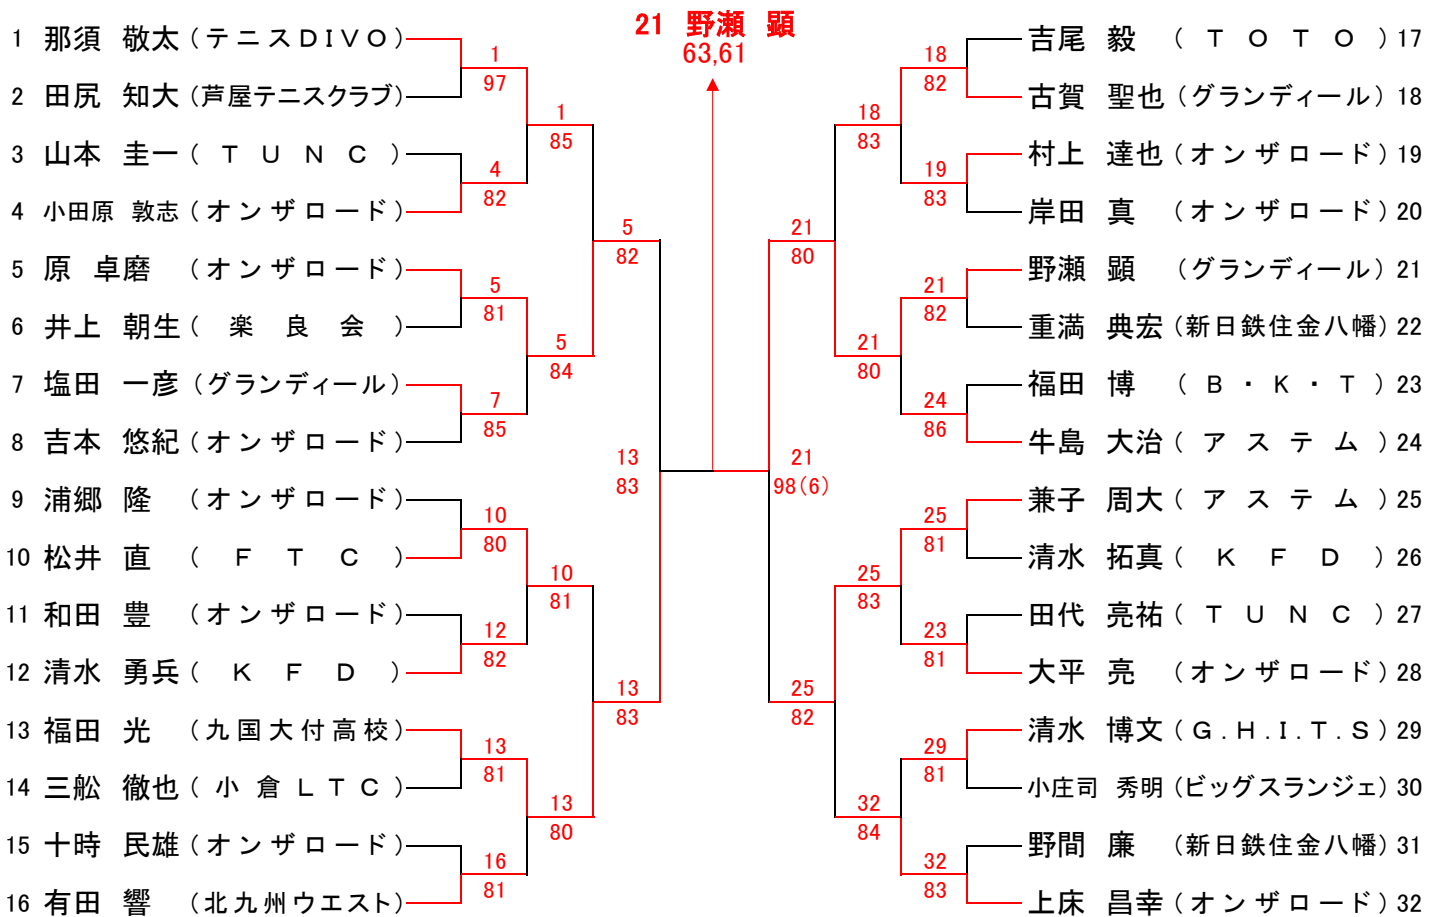 21 野瀬 顕
63,61
1 那須 敬太 (テニスDIVO)
2 田尻 知大 (芦屋テニスクラブ)
3 山本 圭一 (TUNC)
4 小田原 敦志 (オンザロード)
5 原 卓磨 (オンザロード)
6 井上 朝生 (楽良会)
7 塩田 一彦 (グランディール)
8 吉本 悠紀 (オンザロード)
9 浦郷 隆 (オンザロード)
10 松井 直 (FTC)
11 和田 豊 (オンザロード)
12 清水 勇兵 (KFD)
13 福田 光 (九国大付高校)
14 三舩 徹也 (小倉LTC)
15 十時 民雄 (オンザロード)
16 有田 響 (北九州ウエスト)
1
97
4
82
5
81
7
85
10
80
12
82
13
81
16
81
1
85
5
84
10
81
13
80
5
82
13
83
13
83
21
98(6)
21
80
25
82
18
83
21
80
25
83
32
84
18
82
19
83
21
82
24
86
25
81
23
81
29
81
32
83
吉尾 毅 (TOTO) 17
古賀 聖也 (グランディール) 18
村上 達也 (オンザロード) 19
岸田 真 (オンザロード) 20
野瀬 顕 (グランディール) 21
重満 典宏 (新日鉄住金八幡) 22
福田 博 (B・K・T) 23
牛島 大治 (アステム) 24
兼子 周大 (アステム) 25
清水 拓真 (KFD) 26
田代 亮祐 (TUNC) 27
大平 亮 (オンザロード) 28
清水 博文 (G.H.I.T.S) 29
小庄司 秀明 (ビッグスランジェ) 30
野間 廉 (新日鉄住金八幡) 31
上床 昌幸 (オンザロード) 32